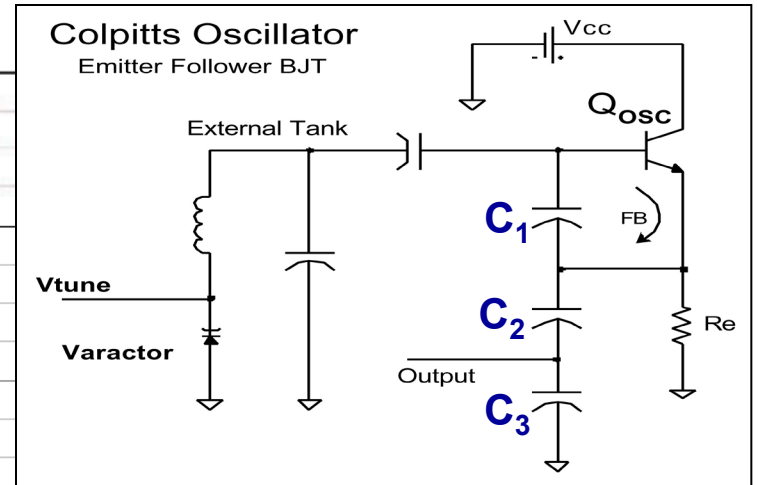 Colpitts Oscillator
Emitter Follower BJT
Vcc
- +
QOSC
External Tank
C1
FB
Vtune
C2
Re
Varactor
Output
C3